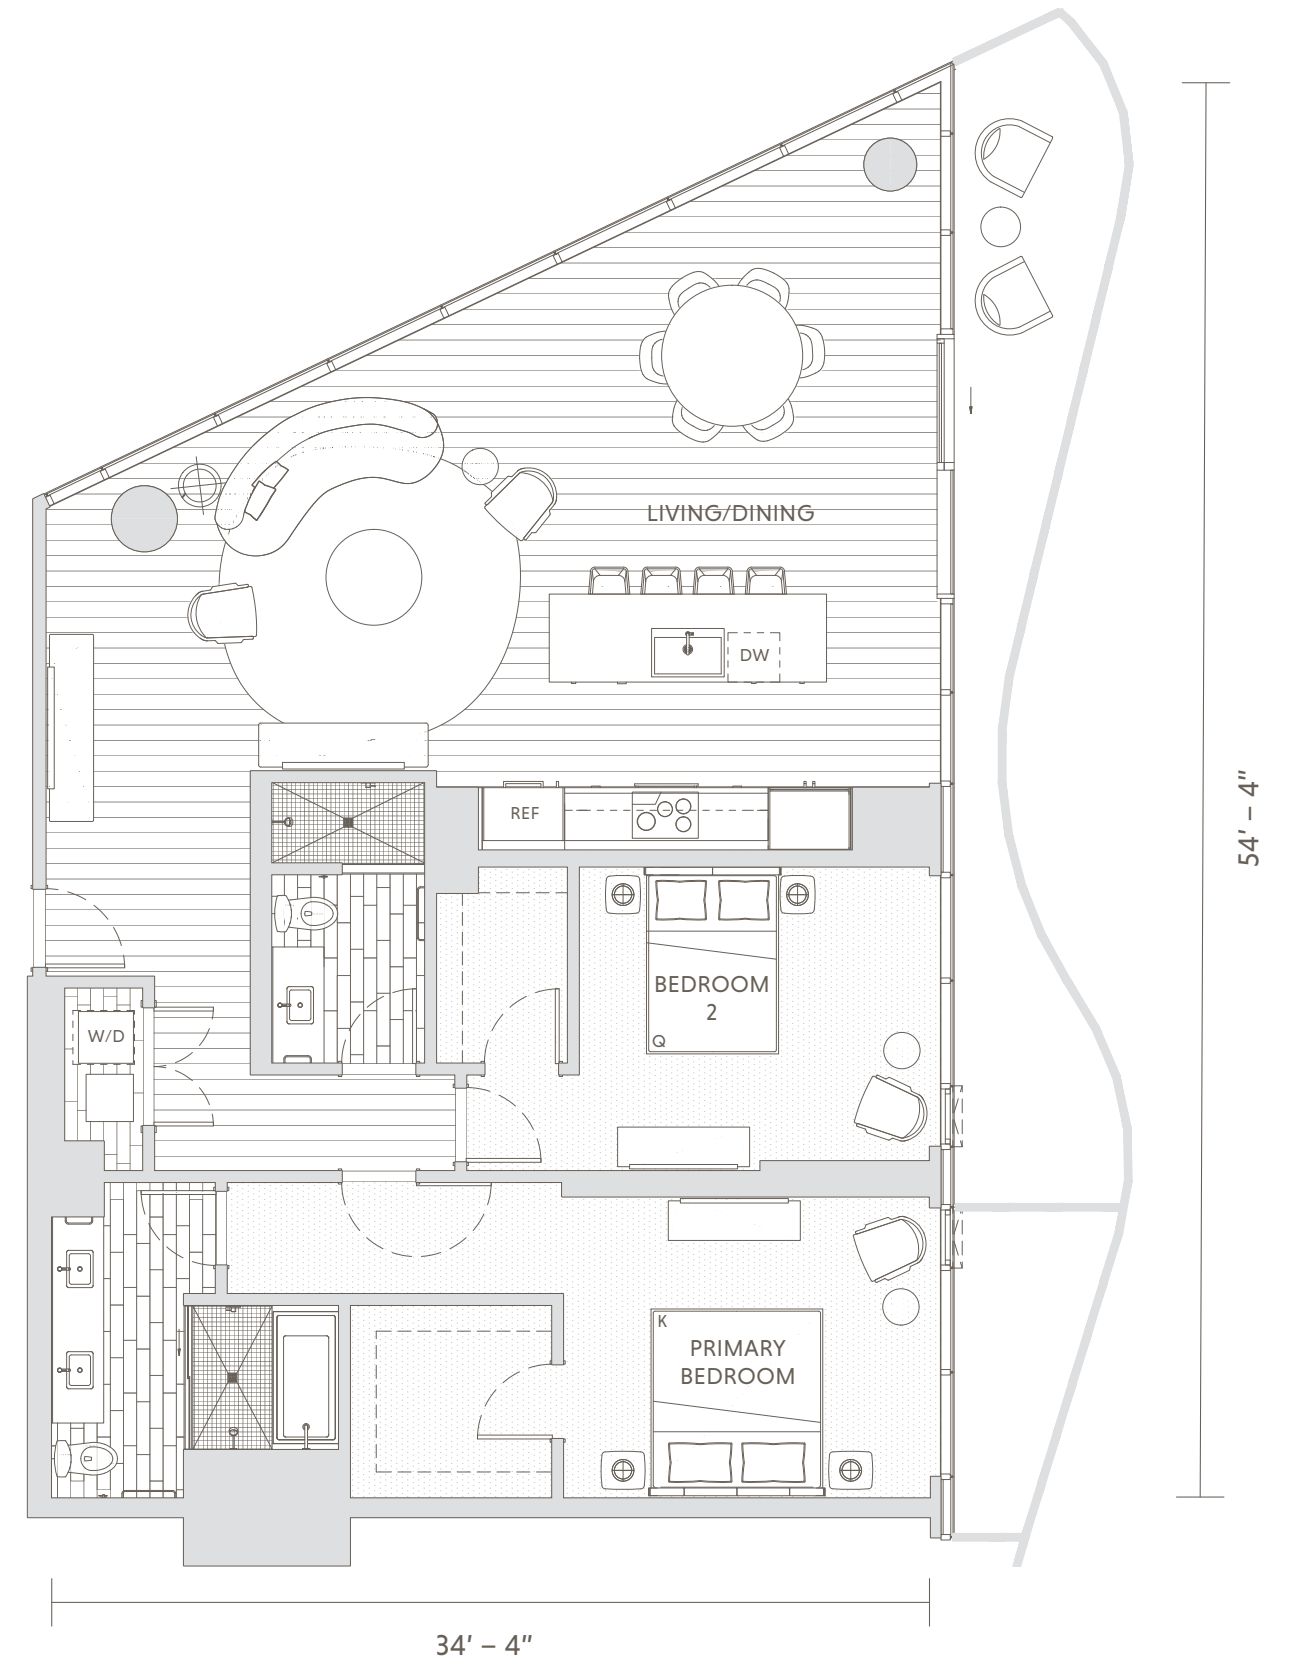 LIVING/DINING
DW
REF
54′ – 4″
BEDROOM
2
Q
W/D
K
PRIMARY
BEDROOM
34′ – 4″